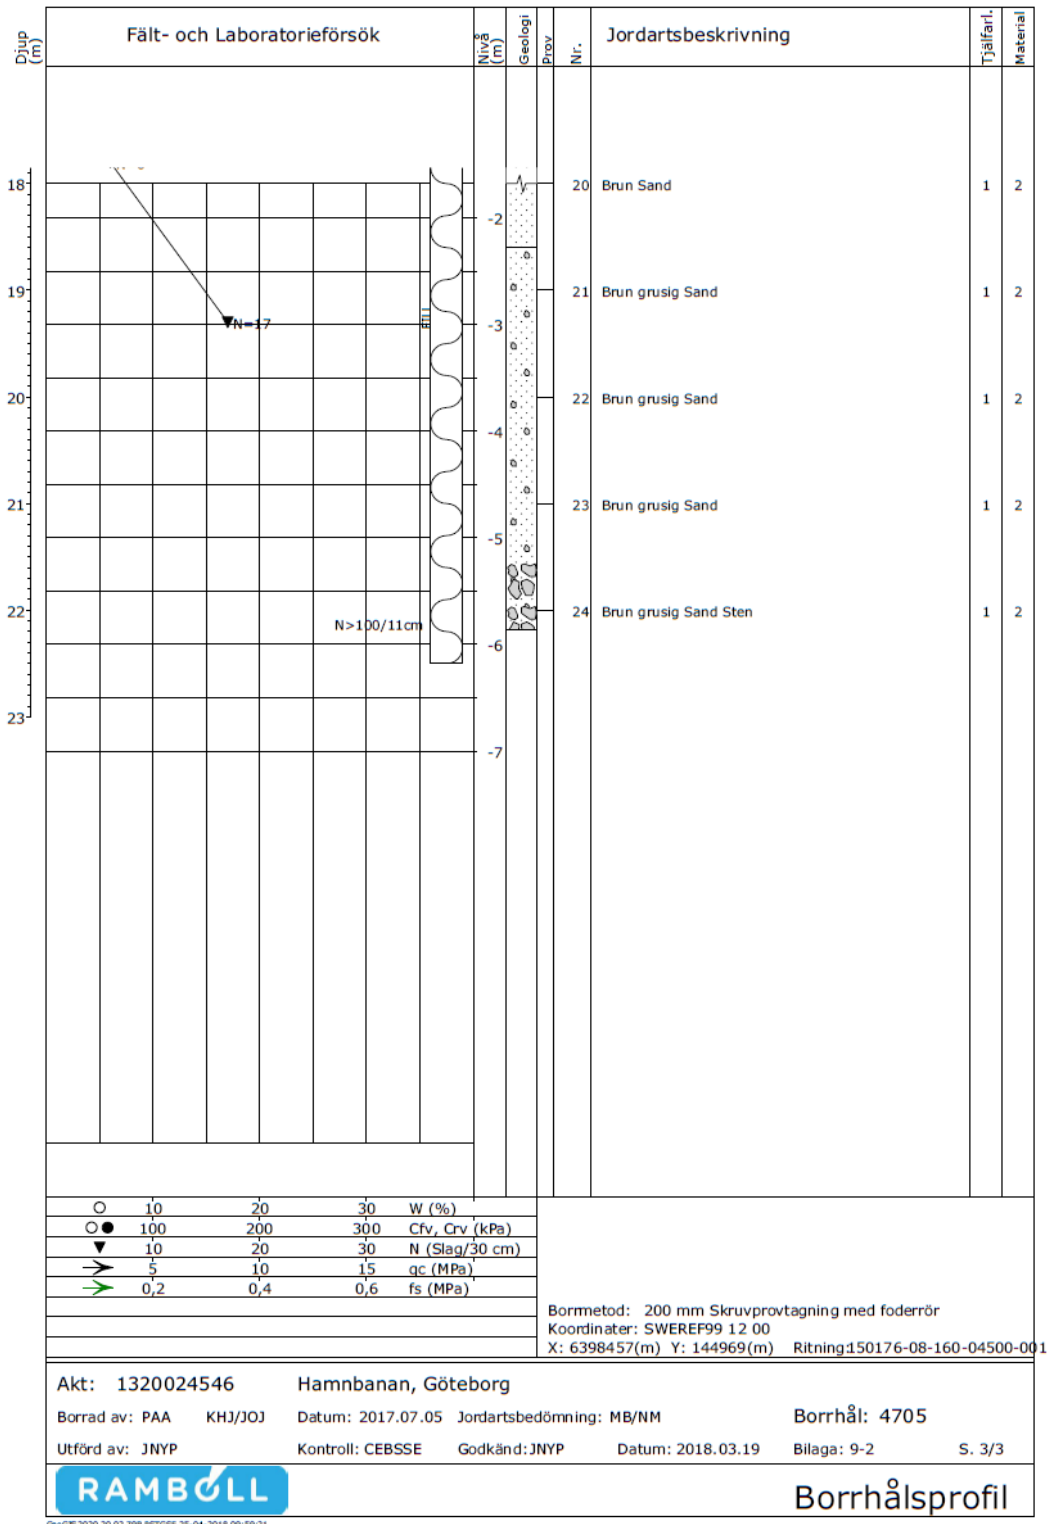 Djup (m)
Fält- och Laboratorieförsök
Nivå (m)
Geologi
Prov
Nr.
Jordartsbeskrivning
Tjälfarl.
Material
18
20 Brun Sand 1 2
-2
19
21 Brun grusig Sand 1 2
N=17
-3
20
22 Brun grusig Sand 1 2
-4
21
23 Brun grusig Sand 1 2
-5
22
24 Brun grusig Sand Sten 1 2
N>100/11cm
-6
23
-7
10 20 30 W (%)
100 200 300 Cfv, Crv (kPa)
10 20 30 N (Slag/30 cm)
5 10 15 qc (MPa)
0,2 0,4 0,6 fs (MPa)
Borrmetod: 200 mm Skruvprovtagning med foderrör
Koordinater: SWEREF99 12 00
X: 6398457(m) Y: 144969(m) Ritning:150176-08-160-04500-001
Akt: 1320024546 Hamnbanan, Göteborg
Borrad av: PAA KHJ/JOJ Datum: 2017.07.05 Jordartsbedömning: MB/NM Borrhål: 4705
Utförd av: JNYP Kontroll: CEBSSE Godkänd: JNYP Datum: 2018.03.19 Bilaga: 9-2 S. 3/3
RAMBOLL
Borrhålsprofil